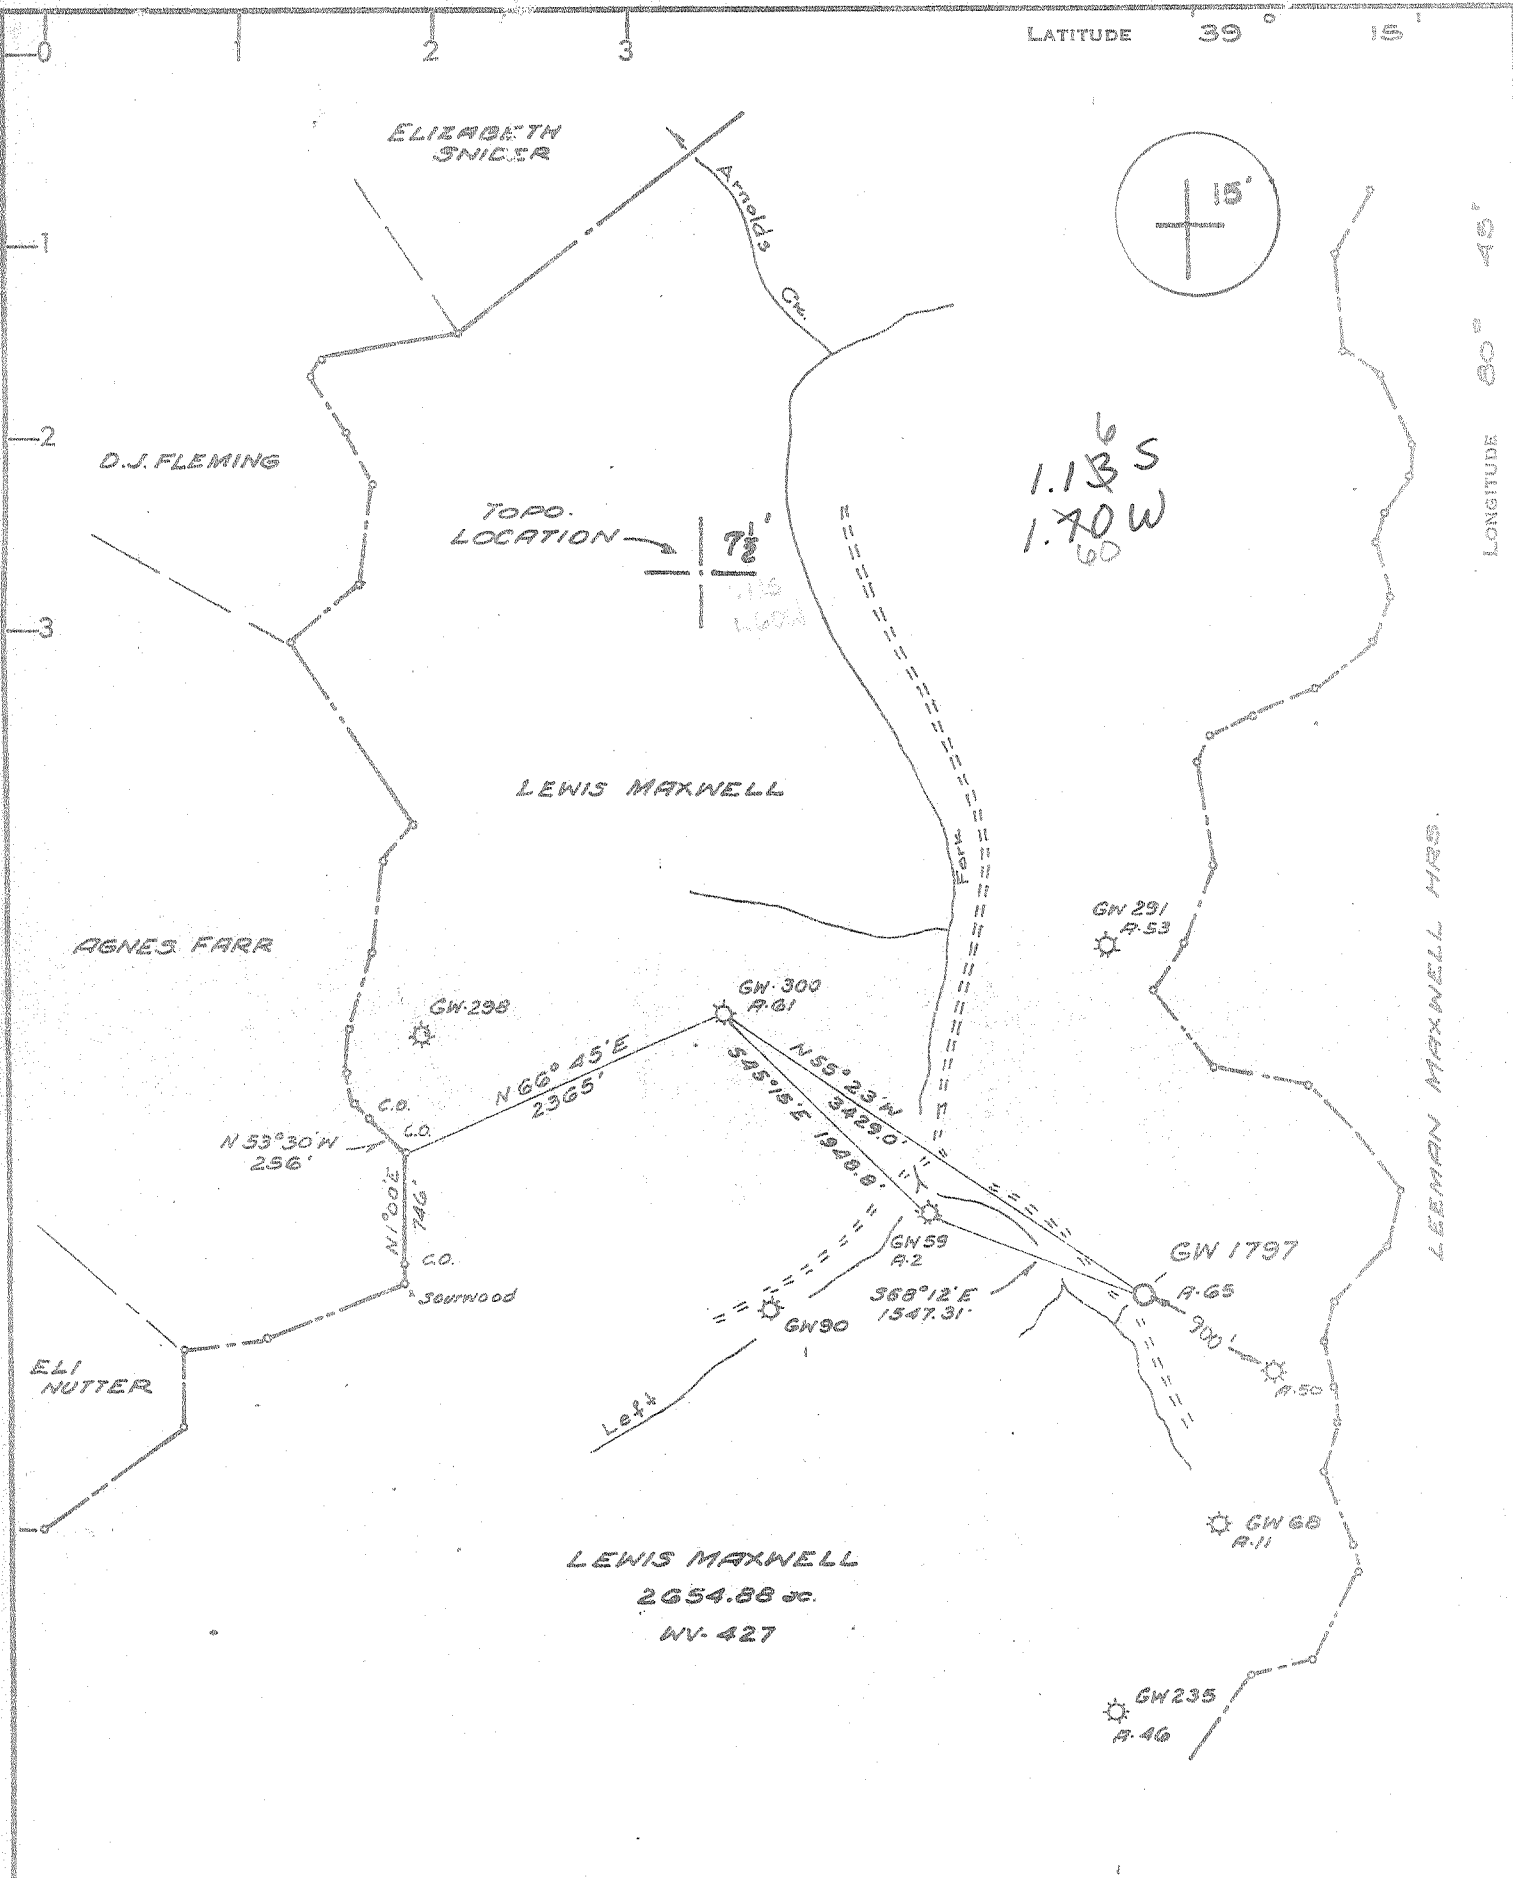 0 1 2 3
LATITUDE 39° 15'
ELIZABETH
SNIDER
15'
Arnolds
Ck.
1
LONGITUDE 80° 45'
2
D.J. FLEMING
6
1.13 S
1.70 W
60
TOPO.
LOCATION
7½'
1.60W
3
LEWIS MAXWELL
Fork
LEEMAN MAXWELL HRS.
GW 291
A-53
AGNES FARR
GW-298
GW-300
A-61
N 66° 45' E
2365'
N 55° 23' W
3429.0'
S 45° 15' E 1940.8'
C.O.
C.O.
N 53° 30' W
256'
N 1° 00' E
746'
C.O.
Sourwood
GW 59
A-2
S 68° 12' E
1547.31'
GW 1797
A-65
900'
A-50
GW 90
ELI
NUTTER
Left
GW 68
A-11
LEWIS MAXWELL
2654.88 ac.
WV-427
GW 235
A-46